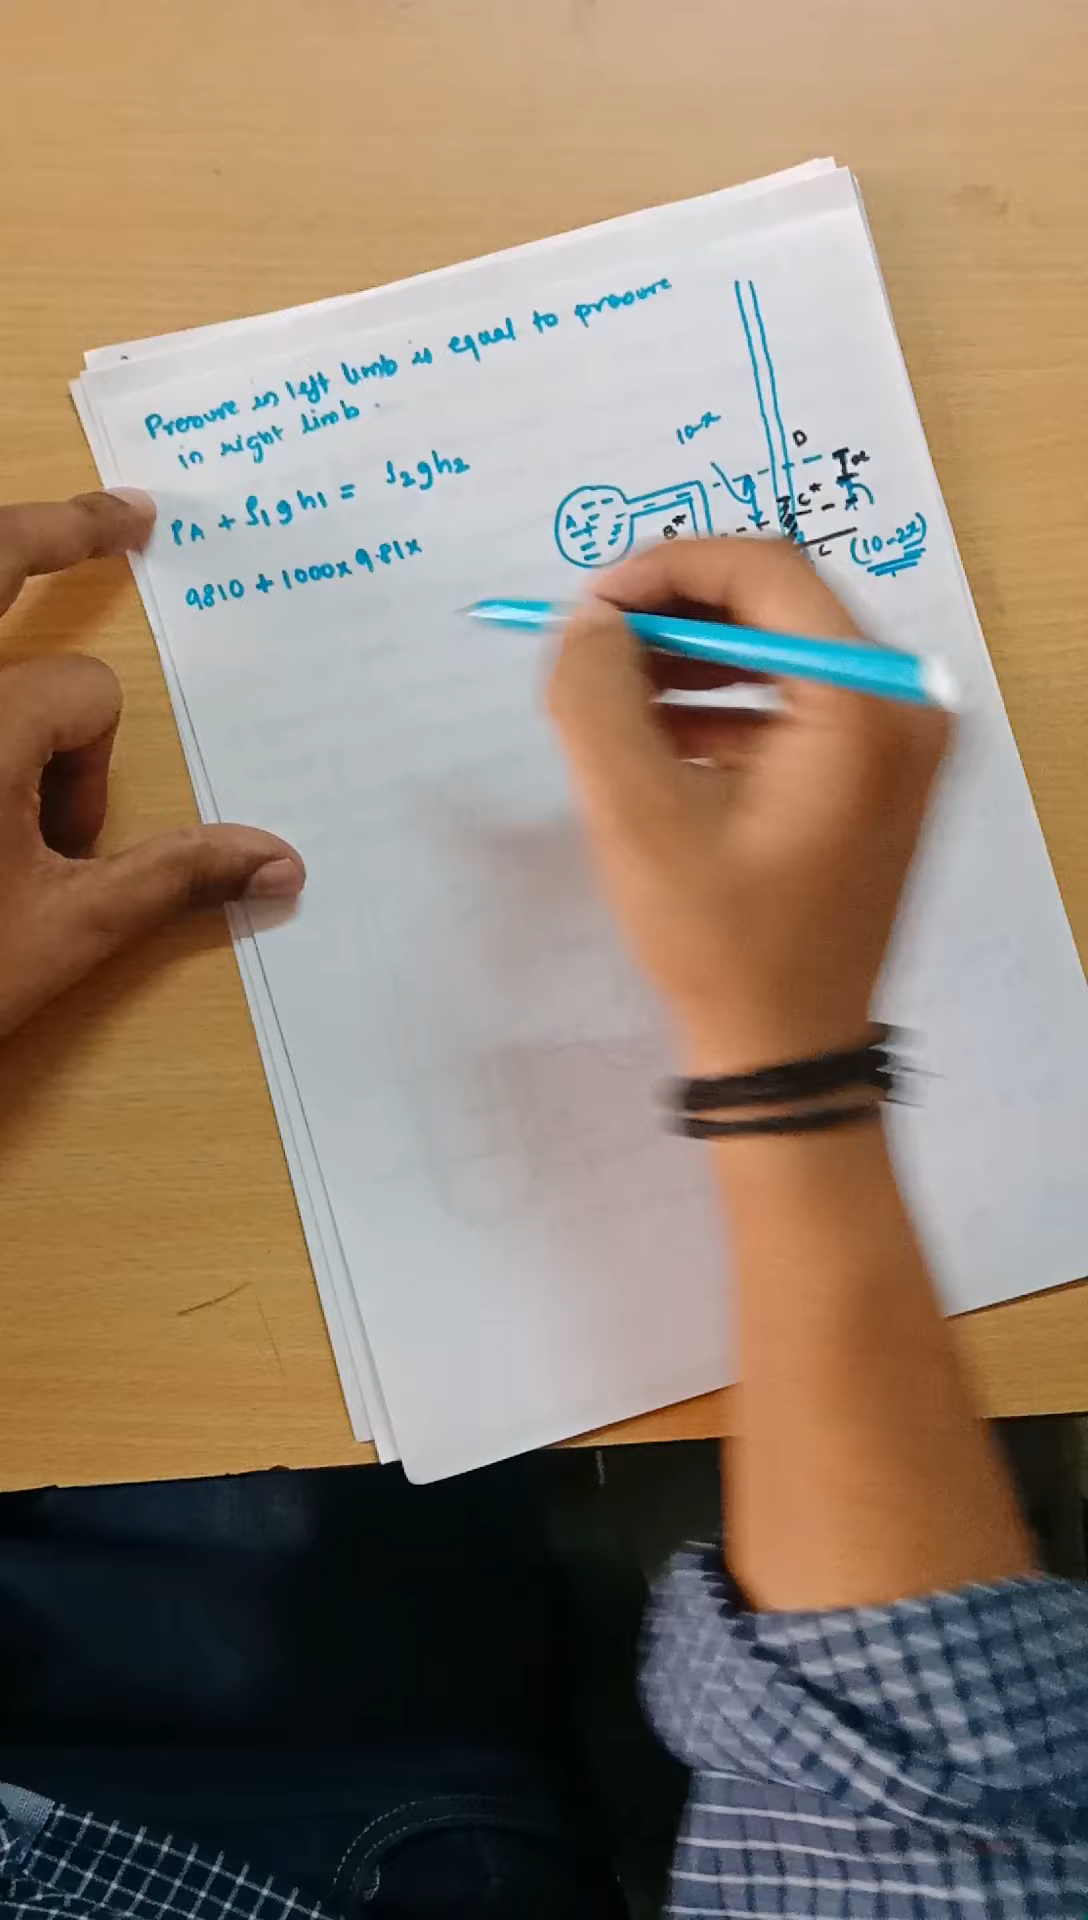 Pressure in left limb is equal to pressure
in right limb.
PA + ρ1gh1 = ρ2gh2
9810 + 1000x9.81x
10-x
D
x
A
B*
C*
C
(10-2x)